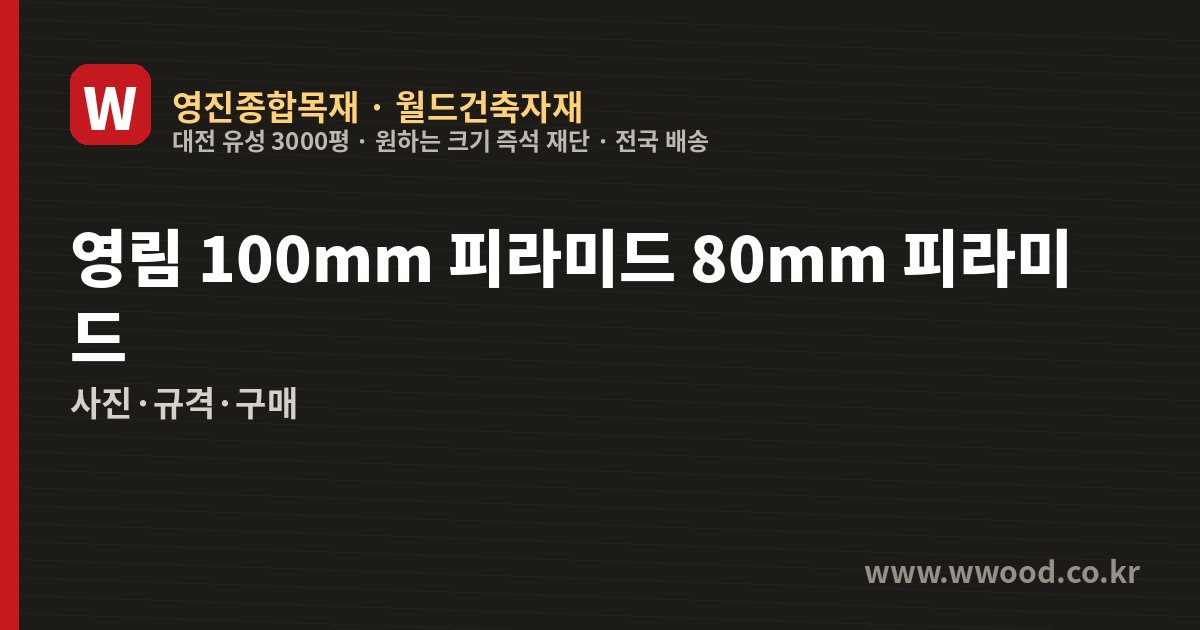 W
영진종합목재 · 월드건축자재
대전 유성 3000평 · 원하는 크기 즉석 재단 · 전국 배송
영림 100mm 피라미드 80mm 피라미
드
사진·규격·구매
www.wwood.co.kr